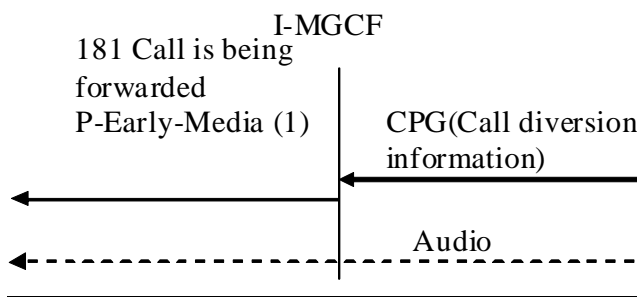 I-MGCF
181 Call is being
forwarded
P-Early-Media (1)
CPG(Call diversion
information)
Audio